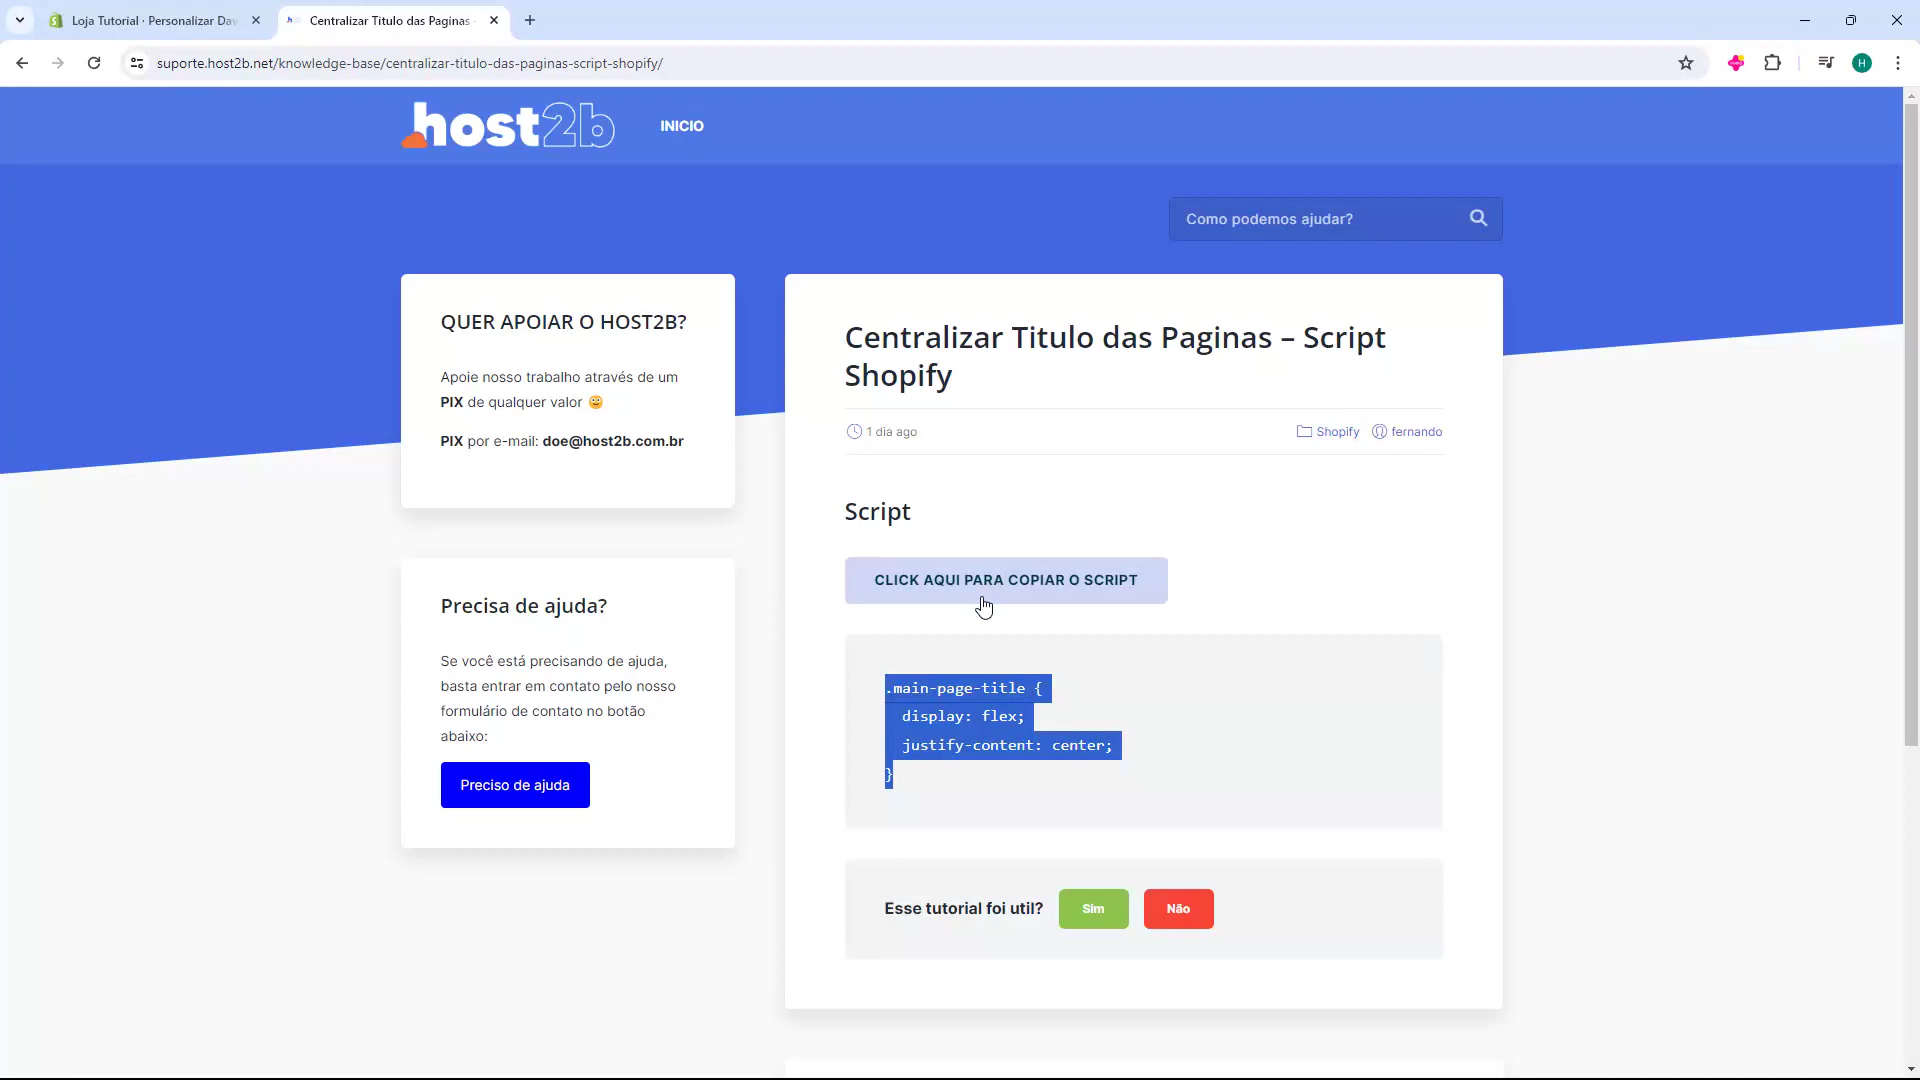 Loja Tutorial · Personalizar Da
Centralizar Titulo das Paginas
suporte.host2b.net/knowledge-base/centralizar-titulo-das-paginas-script-shopify/
H
host2b
INICIO
Como podemos ajudar?
QUER APOIAR O HOST2B?
Apoie nosso trabalho através de um
PIX de qualquer valor
PIX por e-mail: doe@host2b.com.br
Precisa de ajuda?
Se você está precisando de ajuda,
basta entrar em contato pelo nosso
formulário de contato no botão
abaixo:
Preciso de ajuda
Centralizar Titulo das Paginas – Script
Shopify
1 dia ago
Shopify
fernando
Script
CLICK AQUI PARA COPIAR O SCRIPT
.main-page-title {
display: flex;
justify-content: center;
}
Esse tutorial foi util?
Sim
Não